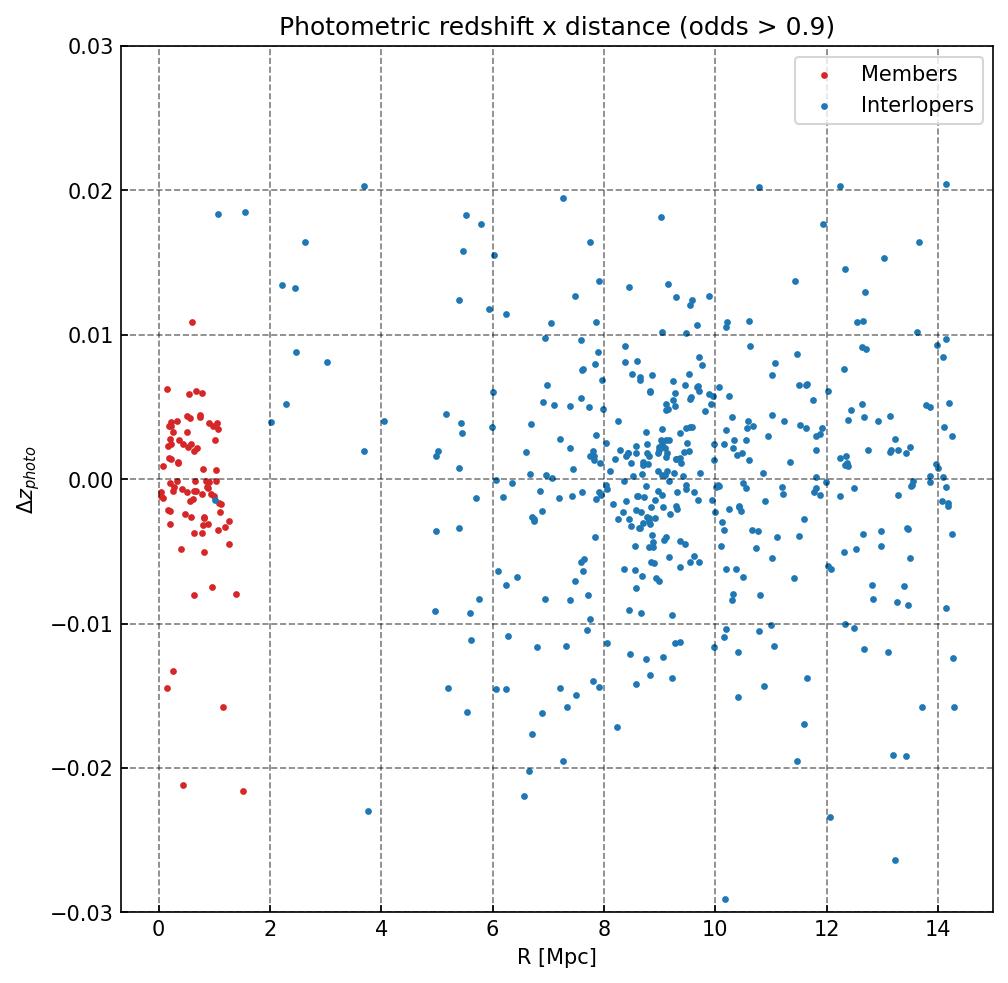 Photometric redshift x distance (odds > 0.9)
Members
Interlopers
0.03
0.02
0.01
0.00
−0.01
−0.02
−0.03
Δz_photo
0 2 4 6 8 10 12 14
R [Mpc]